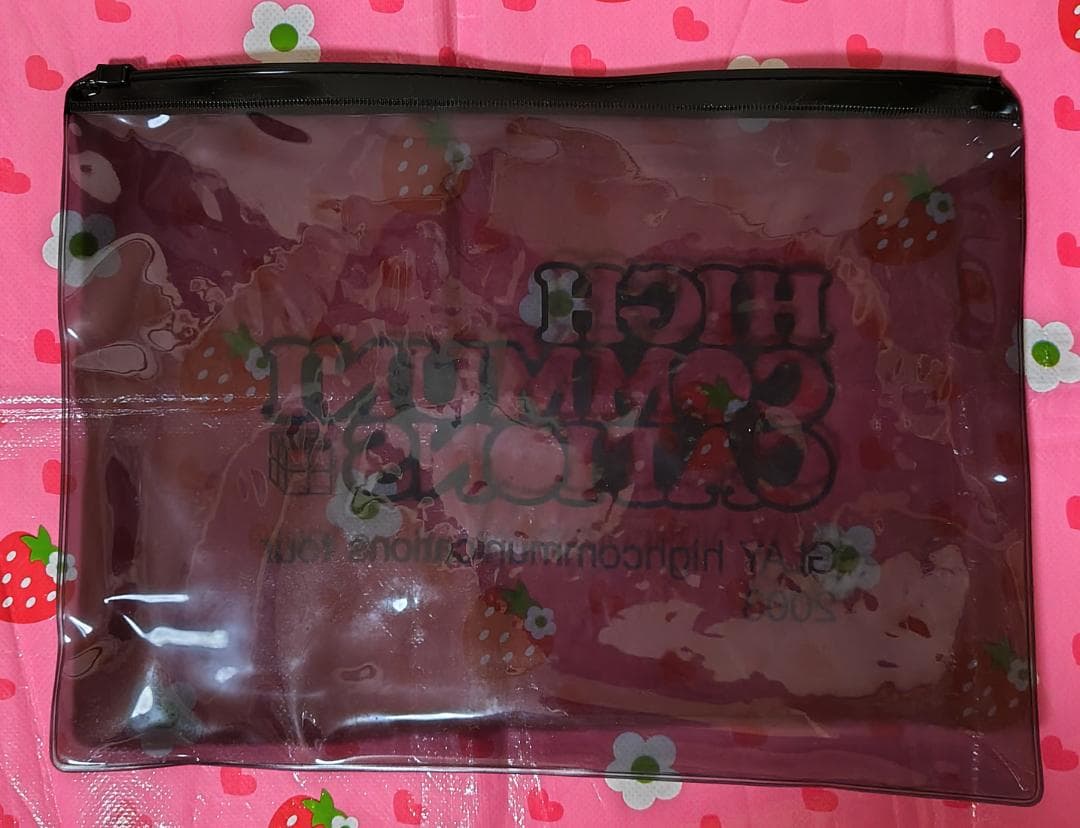 HIGH
COMMUNI
CATIONS
GLAY highcommunications tour
2003